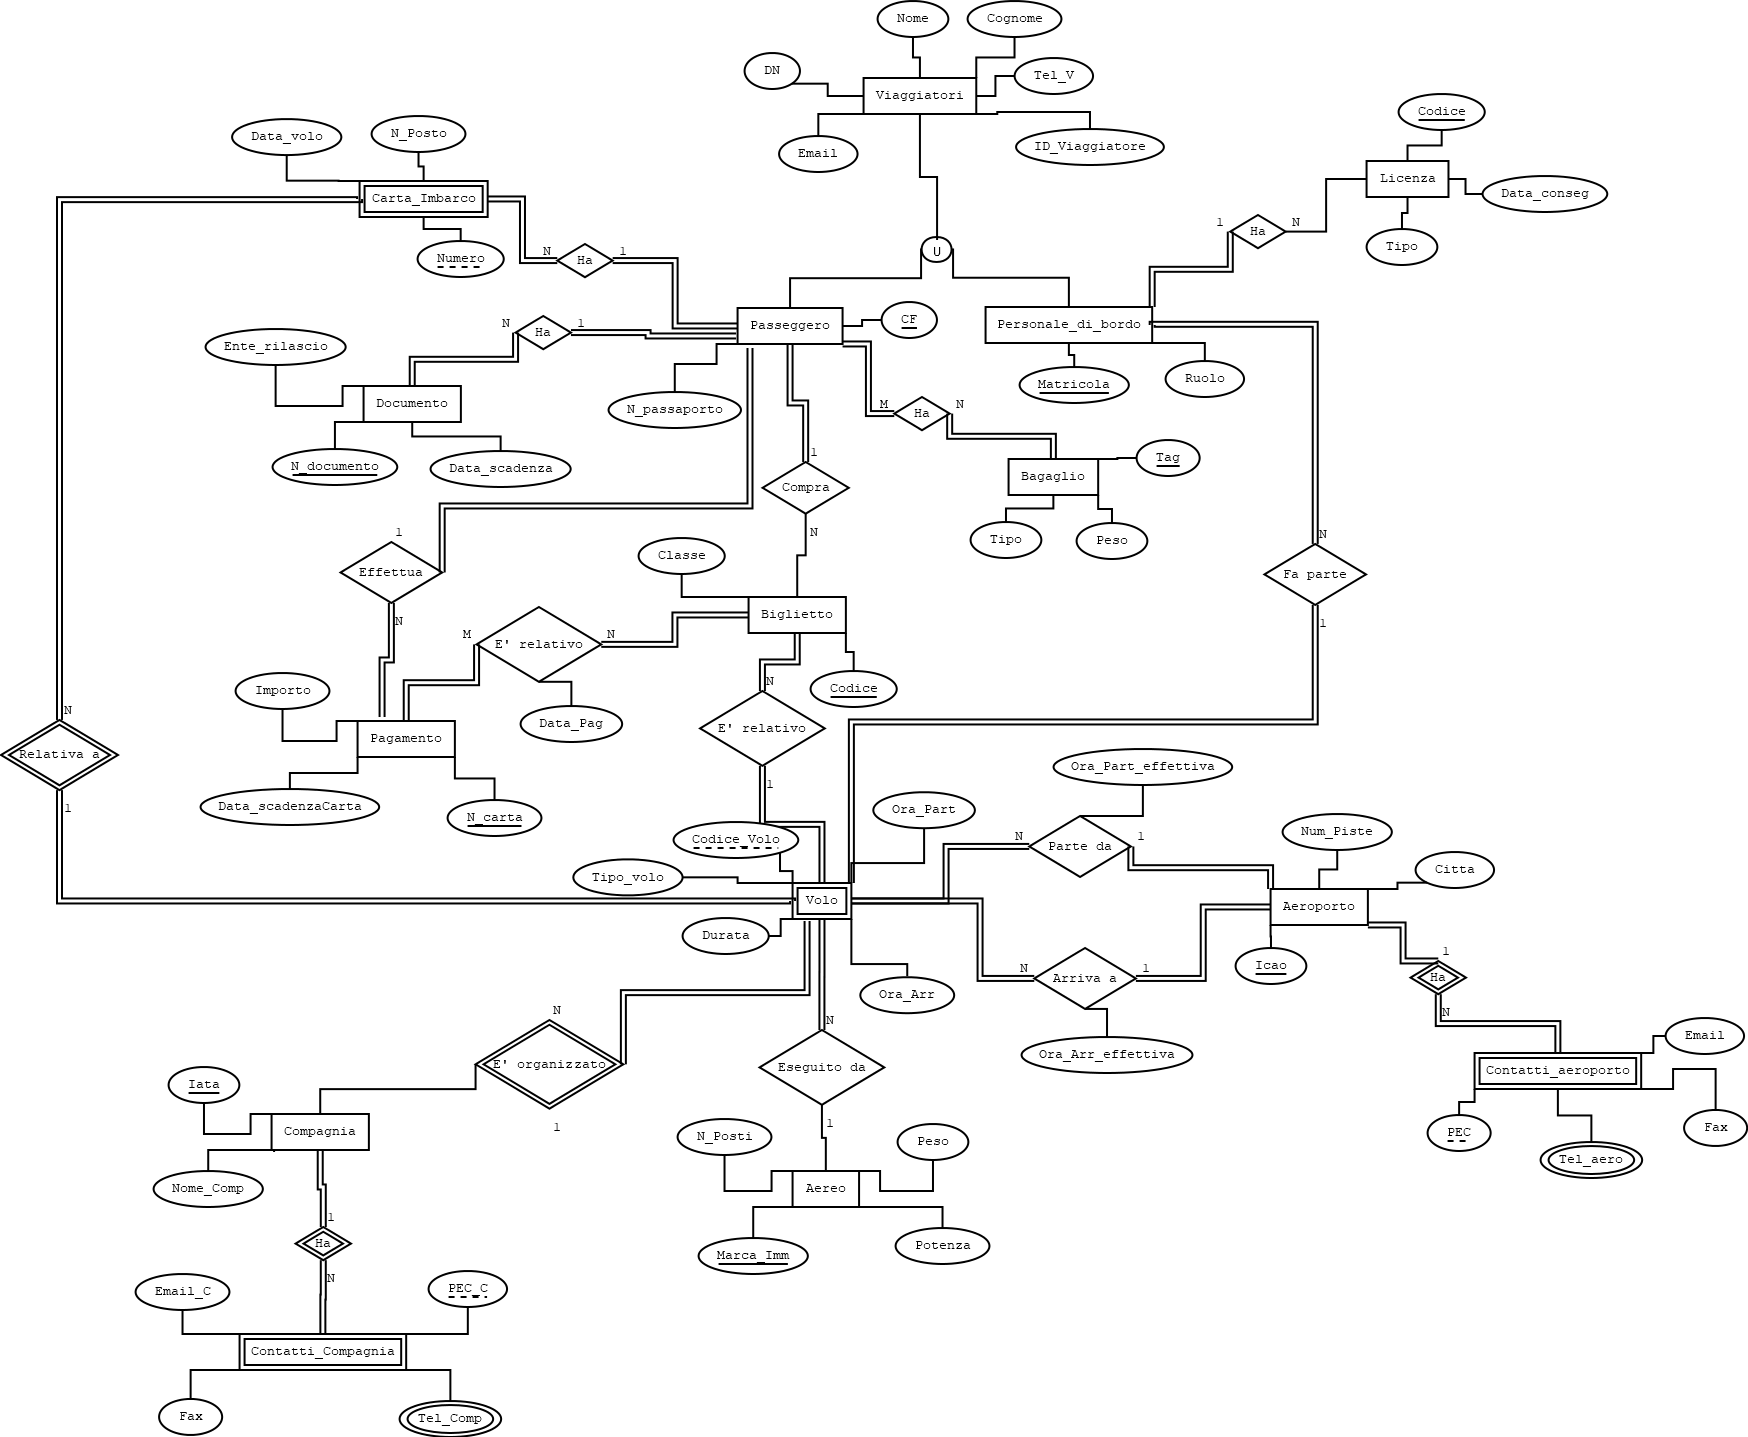 Nome
Cognome
DN
Tel_V
Viaggiatori
Email
ID_Viaggiatore
Codice
Data_volo
N_Posto
Licenza
Data_conseg
Carta_Imbarco
1
N
Ha
Tipo
Numero
N
1
Ha
U
Passeggero
CF
Personale_di_bordo
N
1
Ha
Ente_rilascio
Matricola
Ruolo
Documento
N_passaporto
M
N
Ha
N_documento
Data_scadenza
1
Tag
Bagaglio
Compra
Tipo
Peso
1
N
N
Effettua
Classe
Fa parte
Biglietto
N
1
M
N
E' relativo
Importo
N
Codice
Data_Pag
E' relativo
Pagamento
N
Relativa a
1
1
Data_scadenzaCarta
N_carta
Ora_Part_effettiva
Ora_Part
Codice_Volo
N
1
Parte da
Num_Piste
Citta
Tipo_volo
Volo
Aeroporto
Durata
Icao
1
Ha
N
N
1
Arriva a
Ora_Arr
N
N
E' organizzato
1
Eseguito da
Ora_Arr_effettiva
Email
Contatti_aeroporto
Iata
Compagnia
1
N_Posti
Peso
PEC
Tel_aero
Fax
Nome_Comp
Aereo
1
Ha
N
Marca_Imm
Potenza
Email_C
PEC_C
Contatti_Compagnia
Fax
Tel_Comp